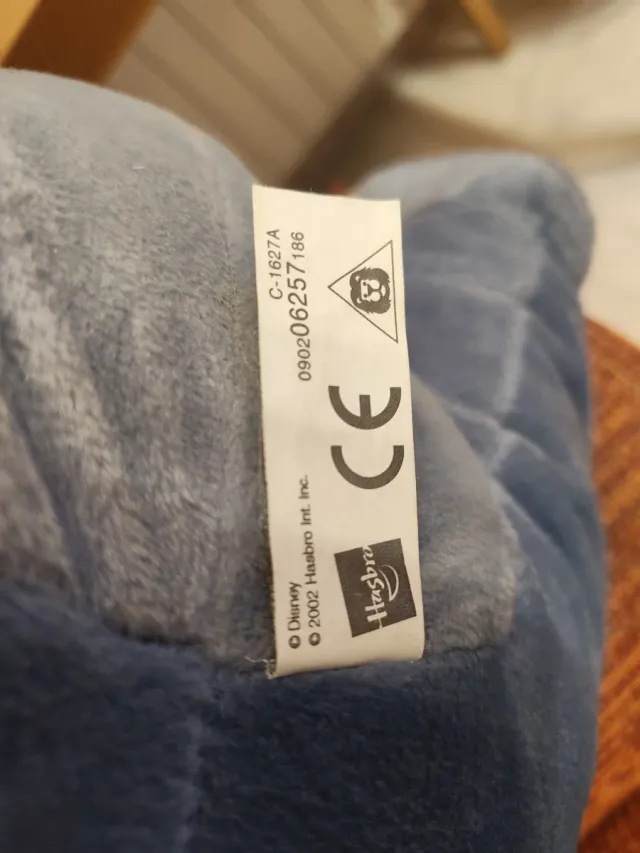 C-1627A
090206257186
CE
© Disney
© 2002 Hasbro Int. Inc.
Hasbro